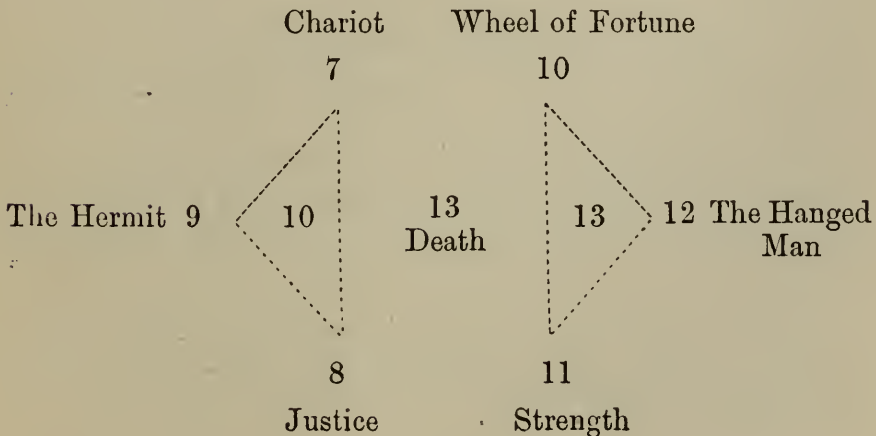 Chariot Wheel of Fortune
7 10
The Hermit 9 10 13 13 12 The Hanged
Death Man
8 11
Justice Strength